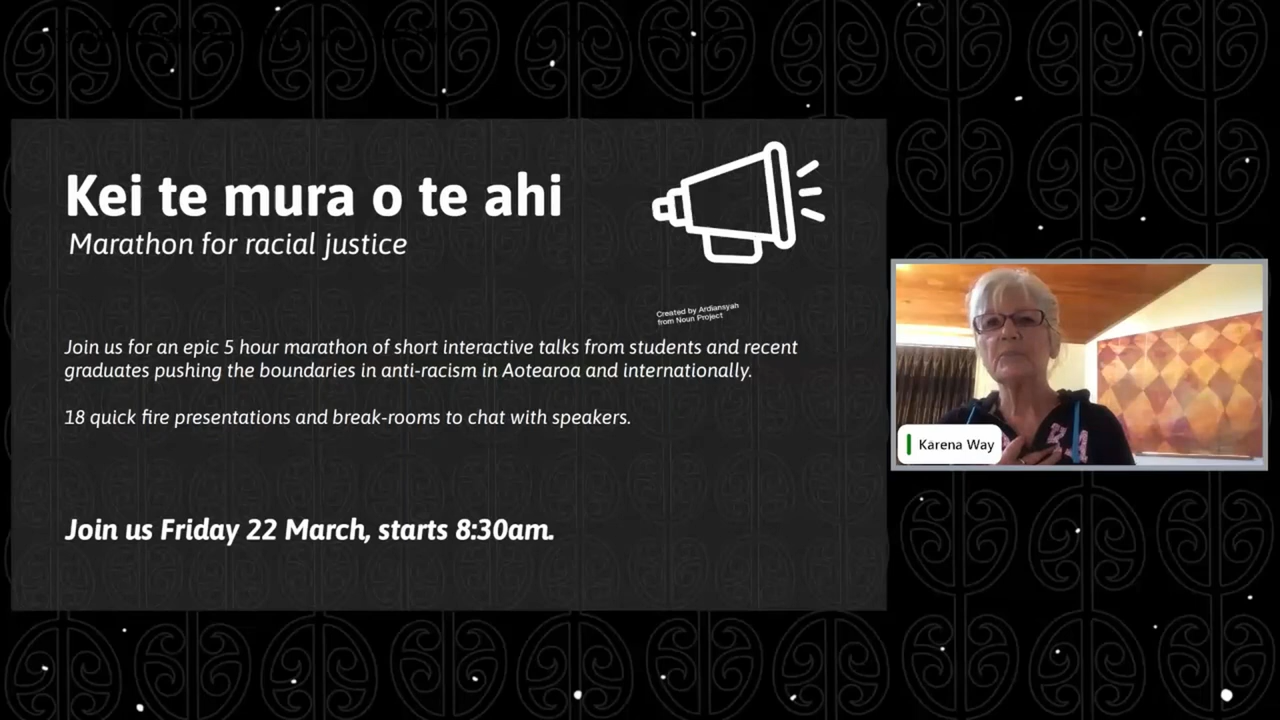 Kei te mura o te ahi
Marathon for racial justice
Created by Ardiansyah
from Noun Project
Join us for an epic 5 hour marathon of short interactive talks from students and recent
graduates pushing the boundaries in anti-racism in Aotearoa and internationally.
18 quick fire presentations and break-rooms to chat with speakers.
Join us Friday 22 March, starts 8:30am.
Karena Way